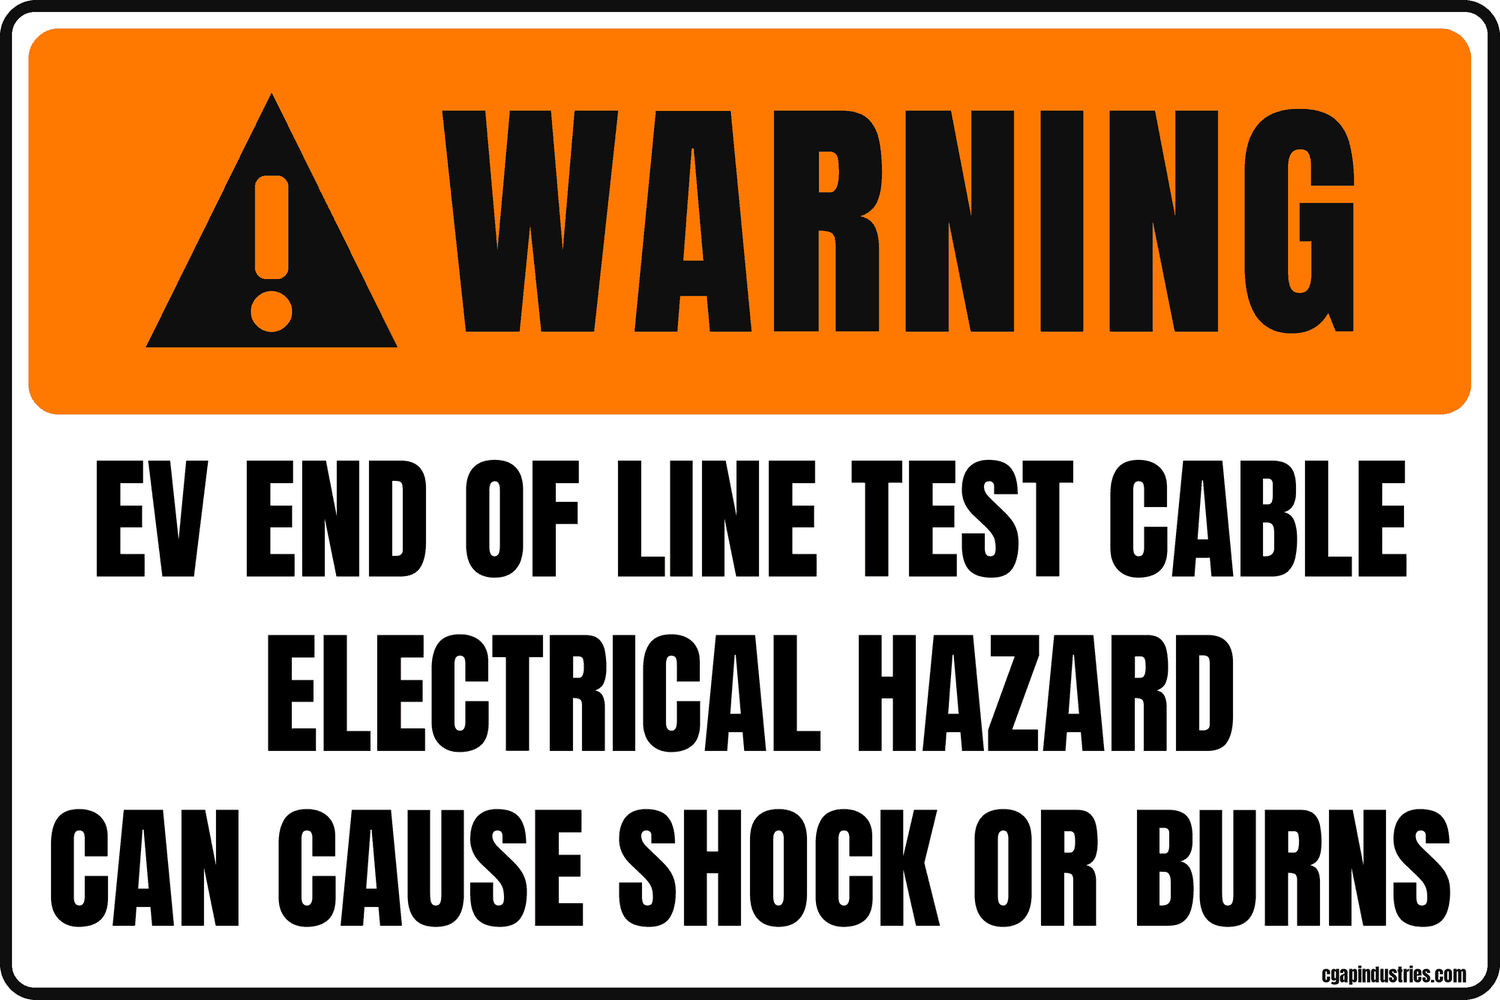 WARNING
EV END OF LINE TEST CABLE
ELECTRICAL HAZARD
CAN CAUSE SHOCK OR BURNS
cgapindustries.com